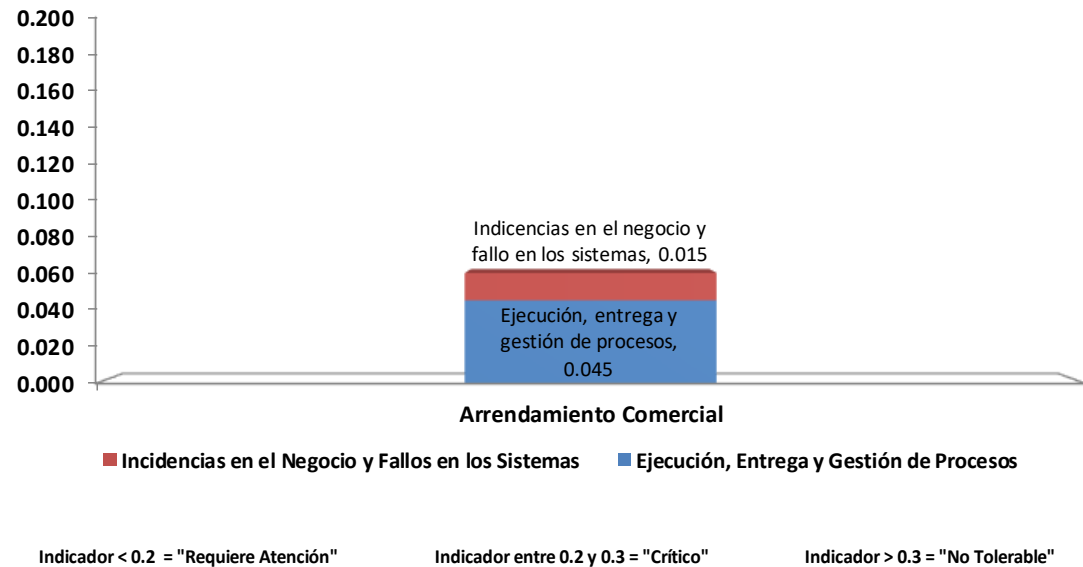 0.200
0.180
0.160
0.140
0.120
0.100
0.080
0.060
0.040
0.020
0.000
Indicencias en el negocio y
fallo en los sistemas, 0.015
Ejecución, entrega y
gestión de procesos,
0.045
Arrendamiento Comercial
Incidencias en el Negocio y Fallos en los Sistemas
Ejecución, Entrega y Gestión de Procesos
Indicador < 0.2 = "Requiere Atención"
Indicador entre 0.2 y 0.3 = "Crítico"
Indicador > 0.3 = "No Tolerable"